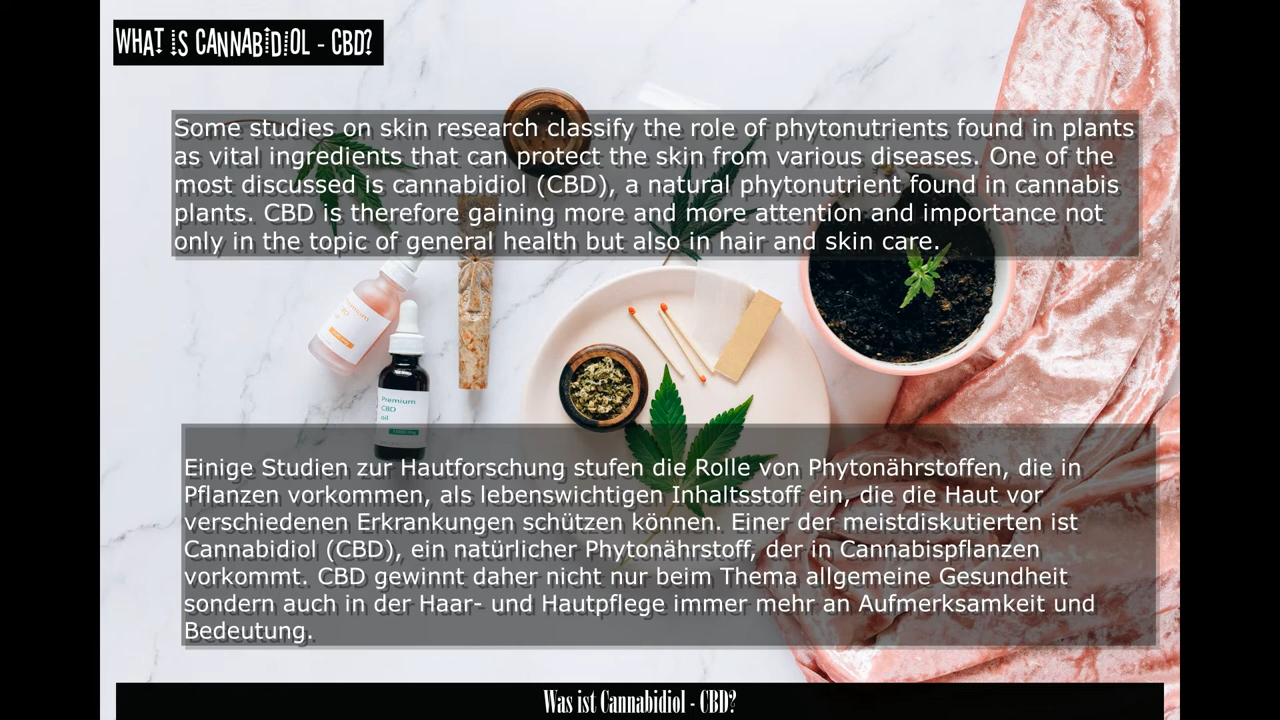 WHAT IS CANNABIDIOL - CBD?
Some studies on skin research classify the role of phytonutrients found in plants
as vital ingredients that can protect the skin from various diseases. One of the
most discussed is cannabidiol (CBD), a natural phytonutrient found in cannabis
plants. CBD is therefore gaining more and more attention and importance not
only in the topic of general health but also in hair and skin care.
Premium
CBD
oil
Einige Studien zur Hautforschung stufen die Rolle von Phytonährstoffen, die in
Pflanzen vorkommen, als lebenswichtigen Inhaltsstoff ein, die die Haut vor
verschiedenen Erkrankungen schützen können. Einer der meistdiskutierten ist
Cannabidiol (CBD), ein natürlicher Phytonährstoff, der in Cannabispflanzen
vorkommt. CBD gewinnt daher nicht nur beim Thema allgemeine Gesundheit
sondern auch in der Haar- und Hautpflege immer mehr an Aufmerksamkeit und
Bedeutung.
Was ist Cannabidiol - CBD?